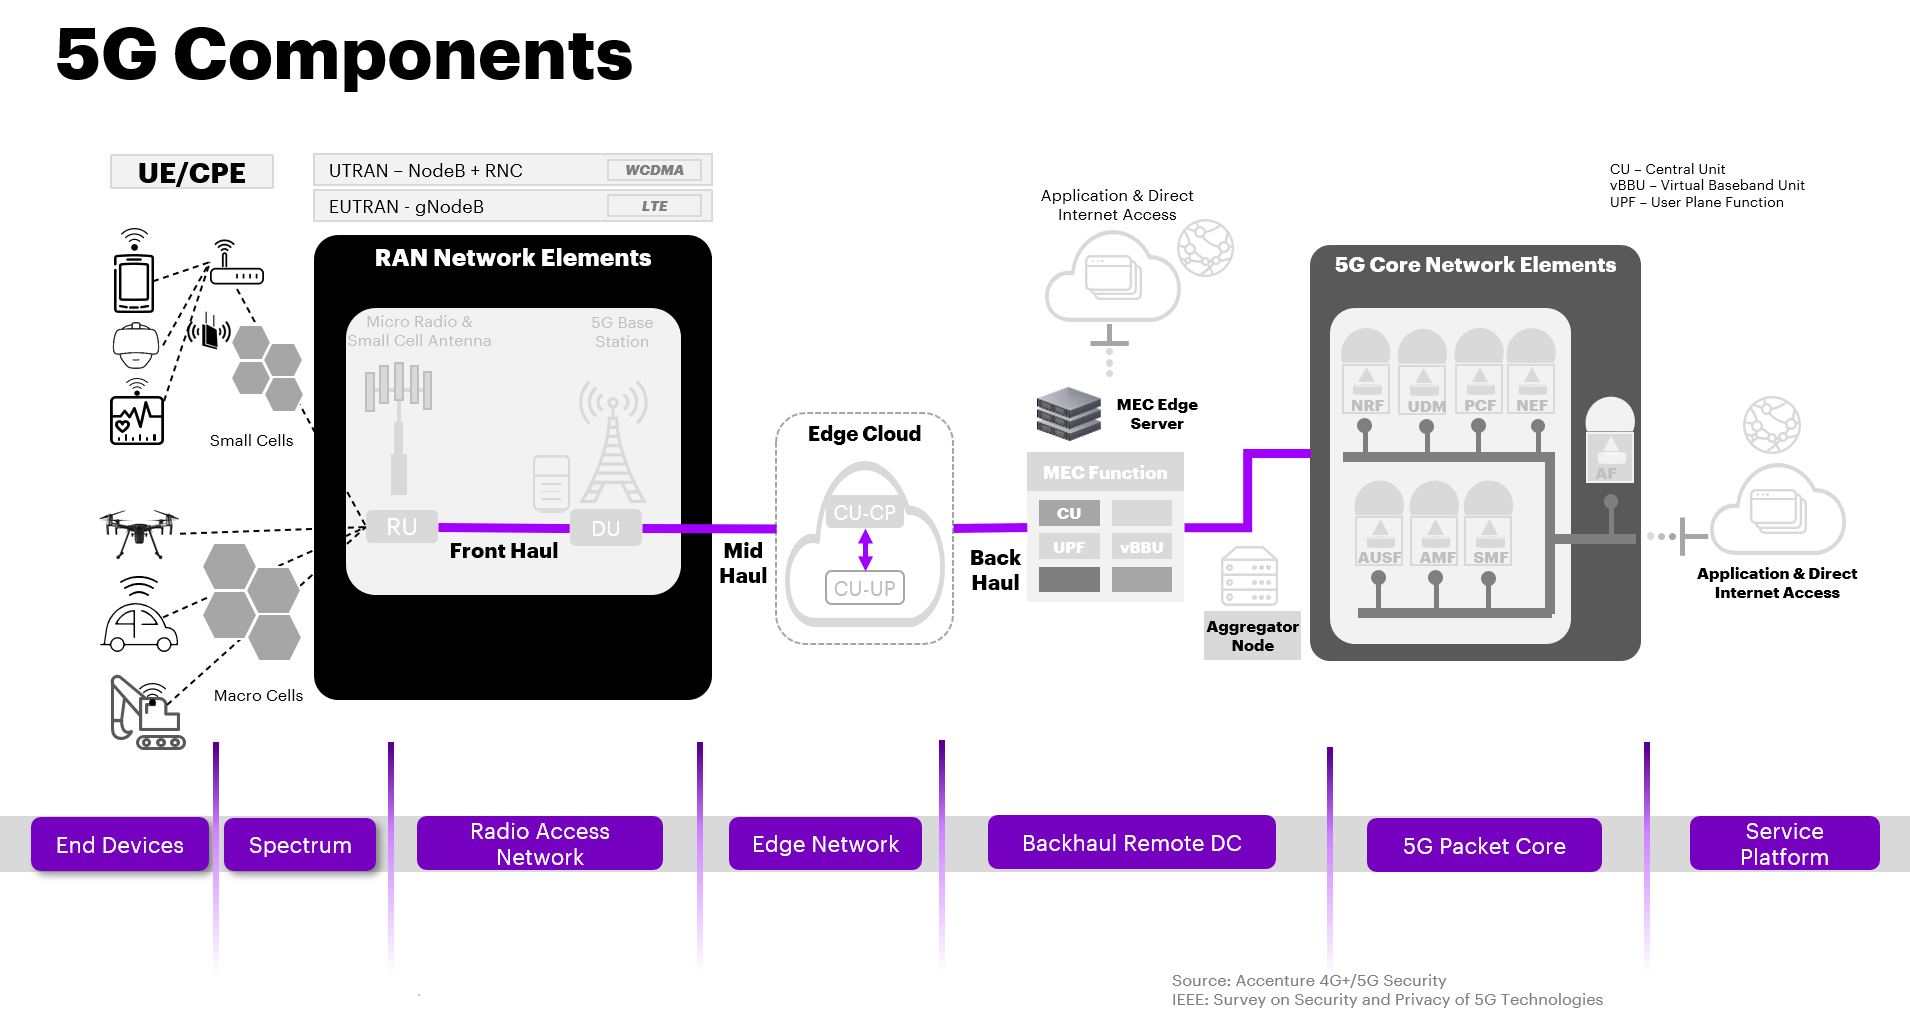 5G Components
UE/CPE
UTRAN – NodeB + RNC
WCDMA
EUTRAN - gNodeB
LTE
CU – Central Unit
vBBU – Virtual Baseband Unit
UPF – User Plane Function
Application & Direct
Internet Access
RAN Network Elements
5G Core Network Elements
Micro Radio &
Small Cell Antenna
5G Base
Station
Small Cells
Macro Cells
RU
Front Haul
DU
Mid
Haul
Edge Cloud
CU-CP
CU-UP
Back
Haul
MEC Edge
Server
MEC Function
CU
UPF
vBBU
Aggregator
Node
NRF
UDM
PCF
NEF
AF
AUSF
AMF
SMF
Application & Direct
Internet Access
End Devices
Spectrum
Radio Access
Network
Edge Network
Backhaul Remote DC
5G Packet Core
Service
Platform
Source: Accenture 4G+/5G Security
IEEE: Survey on Security and Privacy of 5G Technologies